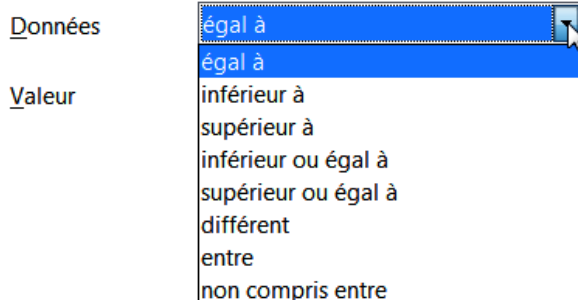 Données
égal à
égal à
Valeur
inférieur à
supérieur à
inférieur ou égal à
supérieur ou égal à
différent
entre
non compris entre